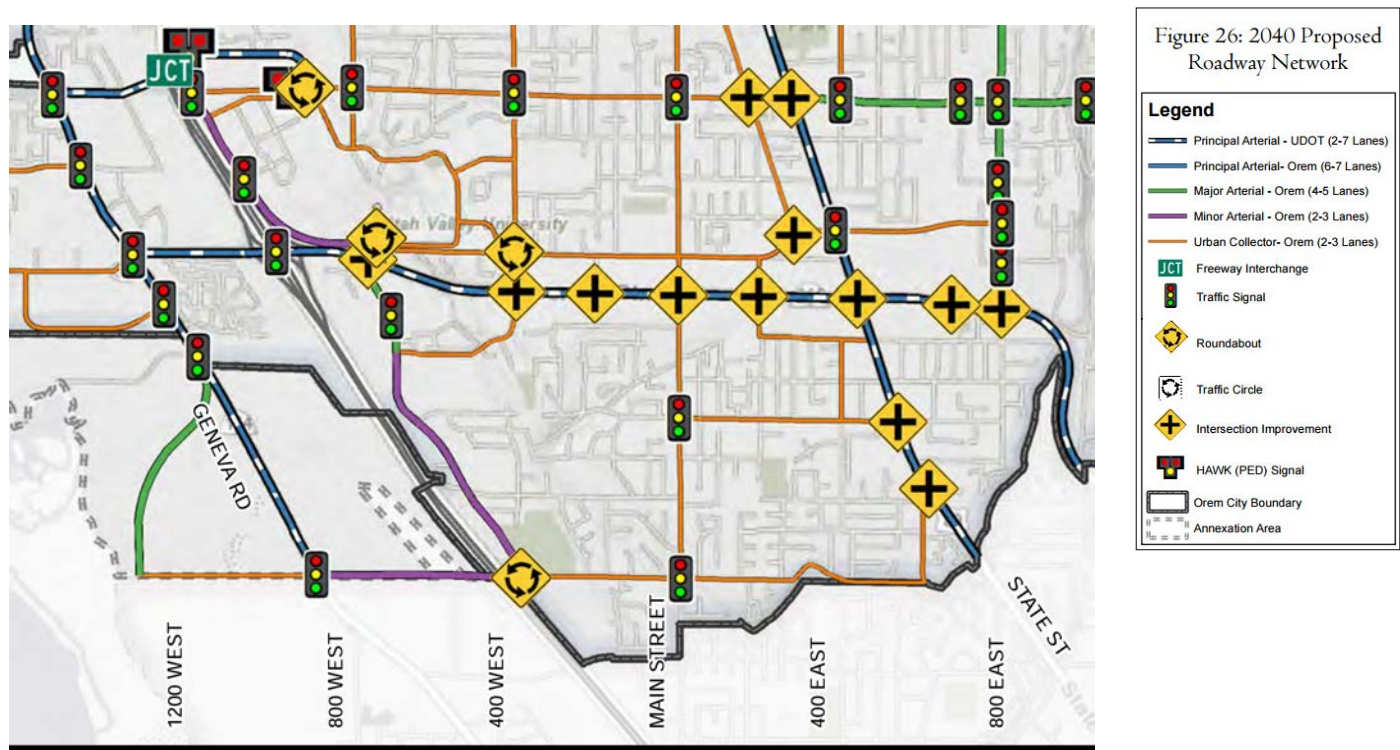 JCT
Utah Valley University
GENEVA RD
1200 WEST
800 WEST
400 WEST
MAIN STREET
400 EAST
800 EAST
STATE ST
State
Figure 26: 2040 Proposed
Roadway Network
Legend
Principal Arterial - UDOT (2-7 Lanes)
Principal Arterial- Orem (6-7 Lanes)
Major Arterial - Orem (4-5 Lanes)
Minor Arterial - Orem (2-3 Lanes)
Urban Collector- Orem (2-3 Lanes)
JCT Freeway Interchange
Traffic Signal
Roundabout
Traffic Circle
Intersection Improvement
HAWK (PED) Signal
Orem City Boundary
Annexation Area